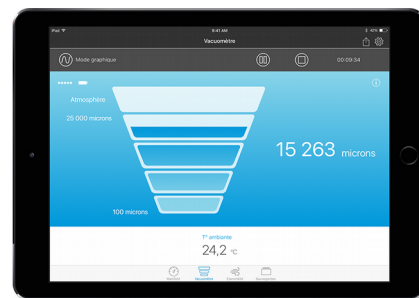 iPad
9:41 AM
42%
Vacuomètre
Mode graphique
00:09:34
Atmosphère
25 000 microns
15 263 microns
100 microns
T° ambiante
24,2 °C
Vacuomètre